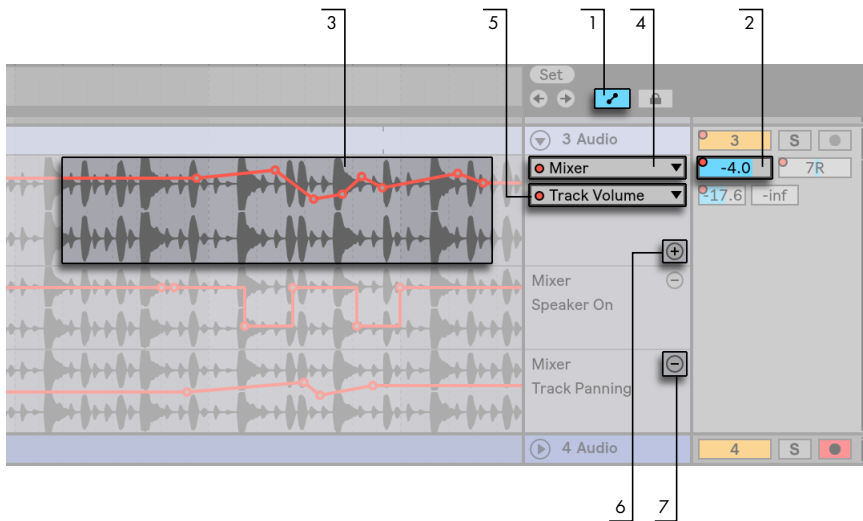 3 5 1 4 2
Set
3 Audio 3 S
Mixer -4.0 7R
Track Volume -17.6 -inf
Mixer
Speaker On
Mixer
Track Panning
4 Audio 4 S
6 7